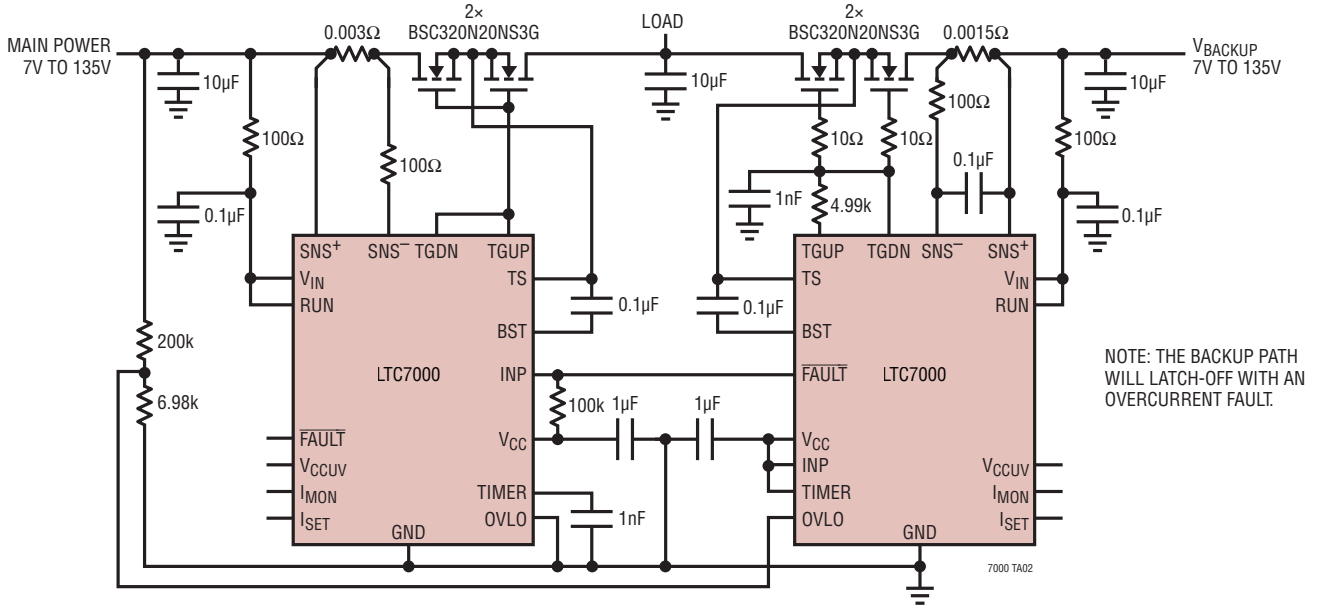 MAIN POWER
7V TO 135V
10µF
0.003Ω
2×
BSC320N20NS3G
LOAD
10µF
2×
BSC320N20NS3G
0.0015Ω
V_BACKUP
7V TO 135V
10µF
100Ω
100Ω
0.1µF
10Ω
10Ω
100Ω
0.1µF
100Ω
1nF
4.99k
0.1µF
SNS+
SNS−
TGDN
TGUP
VIN
RUN
TS
0.1µF
BST
200k
6.98k
LTC7000
INP
100k
1µF
1µF
FAULT
VCCUV
IMON
ISET
VCC
TIMER
OVLO
1nF
GND
TGUP
TGDN
SNS−
SNS+
TS
0.1µF
BST
VIN
RUN
FAULT
LTC7000
VCC
INP
TIMER
OVLO
VCCUV
IMON
ISET
GND
NOTE: THE BACKUP PATH
WILL LATCH-OFF WITH AN
OVERCURRENT FAULT.
7000 TA02